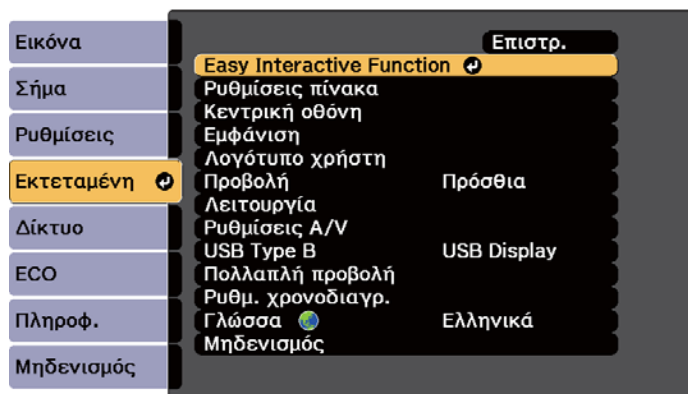 Εικόνα
Σήμα
Ρυθμίσεις
Εκτεταμένη
Δίκτυο
ECO
Πληροφ.
Μηδενισμός
Επιστρ.
Easy Interactive Function
Ρυθμίσεις πίνακα
Κεντρική οθόνη
Εμφάνιση
Λογότυπο χρήστη
Προβολή Πρόσθια
Λειτουργία
Ρυθμίσεις A/V
USB Type B USB Display
Πολλαπλή προβολή
Ρυθμ. χρονοδιαγρ.
Γλώσσα Ελληνικά
Μηδενισμός